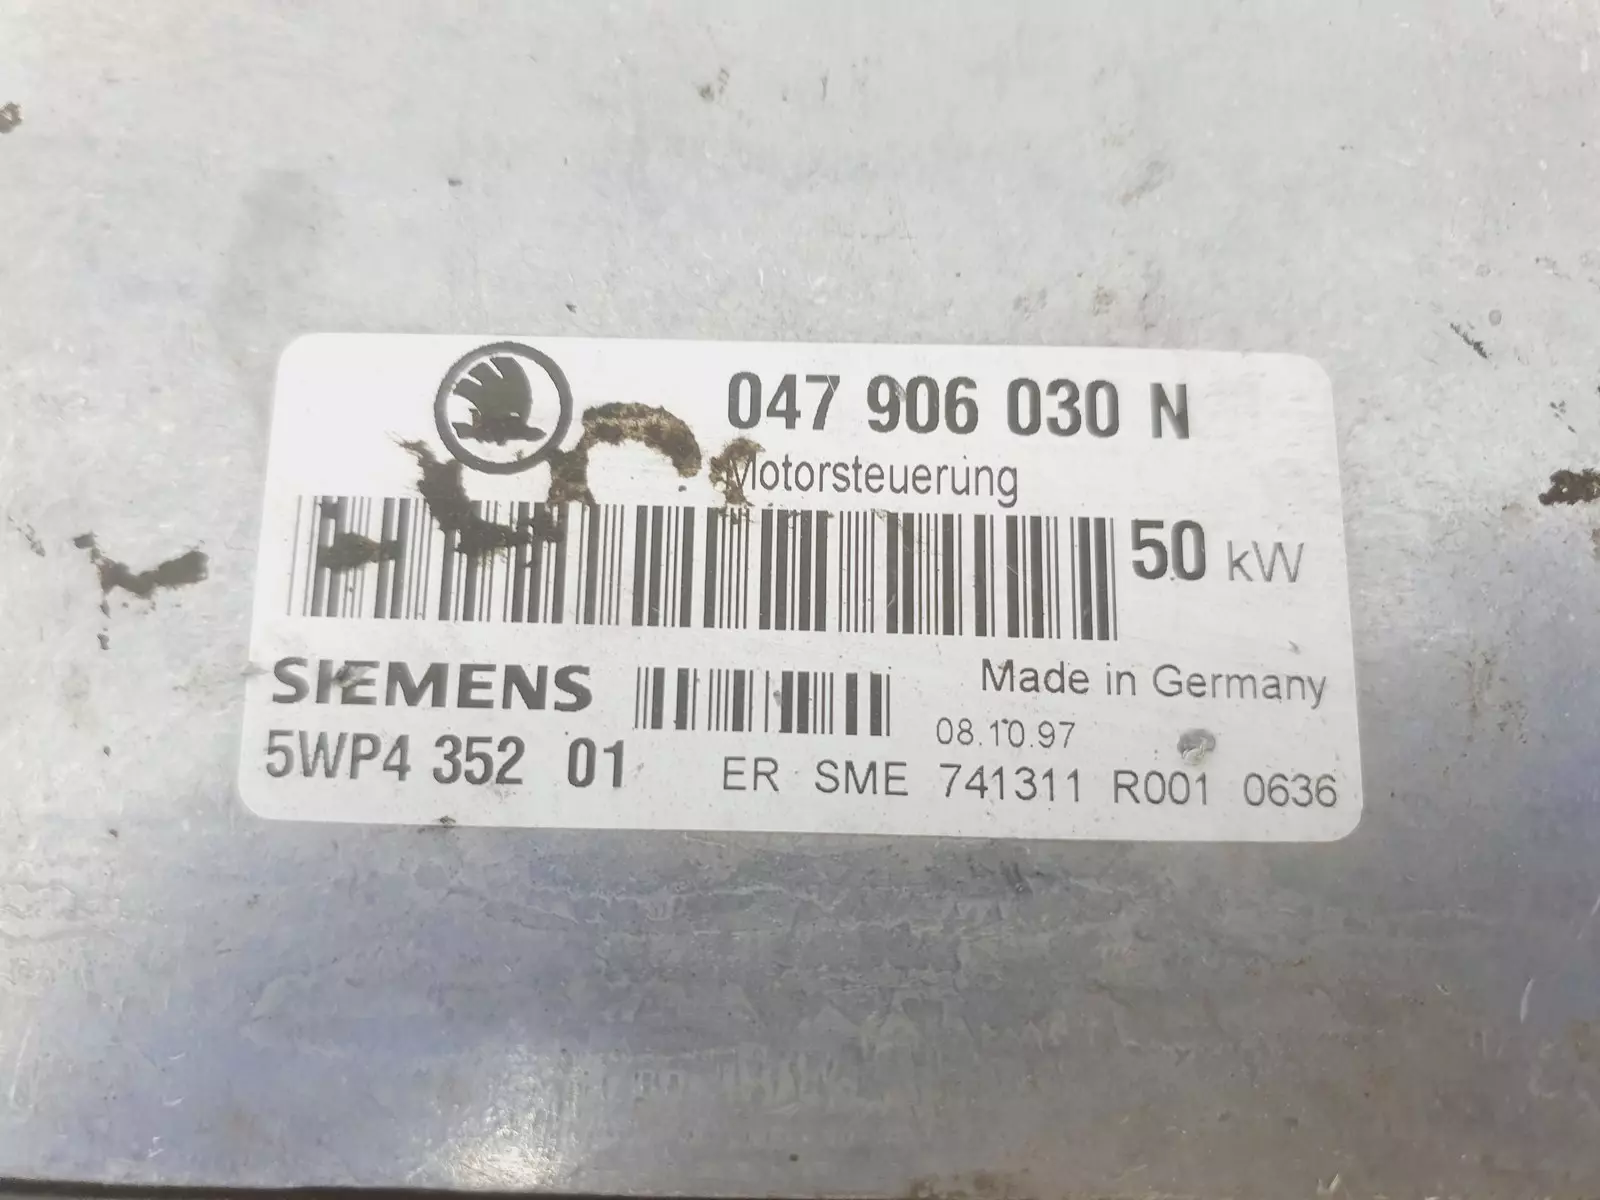 047 906 030 N
Motorsteuerung
50 kW
SIEMENS
Made in Germany
08.10.97
5WP4 352 01
ER SME 741311 R001 0636